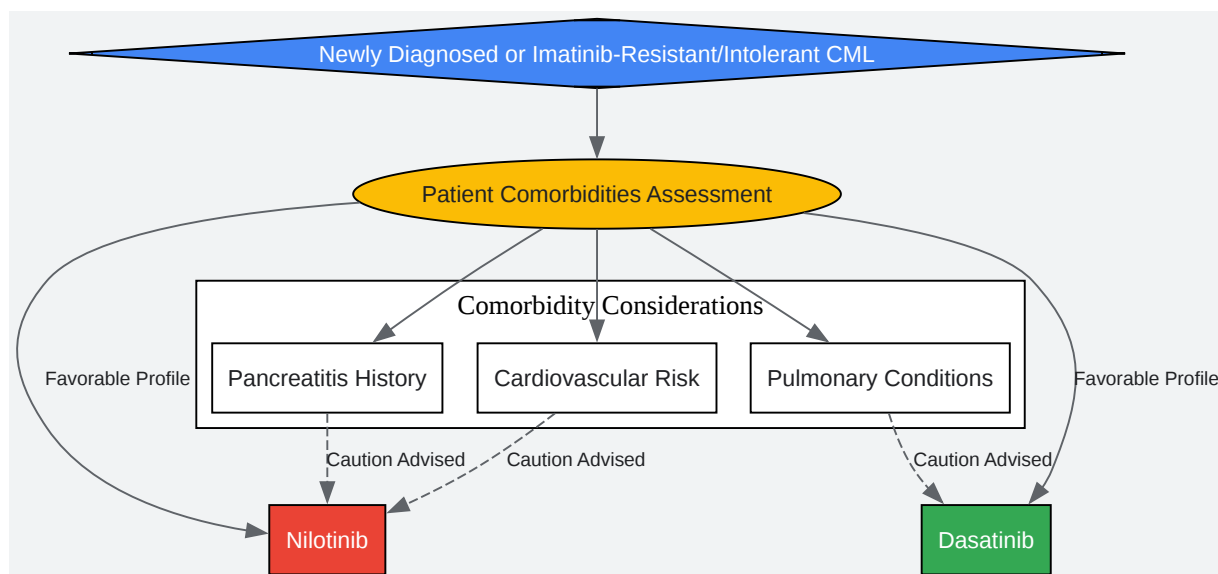 Newly Diagnosed or Imatinib-Resistant/Intolerant CML
Patient Comorbidities Assessment
Comorbidity Considerations
Pancreatitis History
Cardiovascular Risk
Pulmonary Conditions
Favorable Profile
Favorable Profile
Caution Advised
Caution Advised
Caution Advised
Nilotinib
Dasatinib